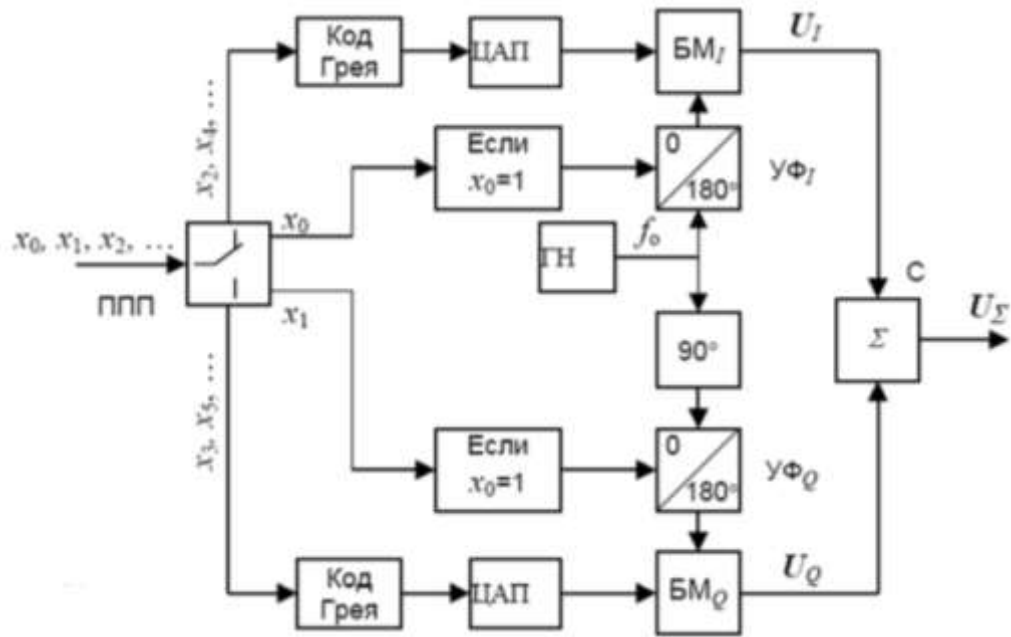 Код
Грея
ЦАП
БМI
UI
x2, x4, …
Если
x0=1
0
180°
УФI
x0
x0, x1, x2, …
ППП
ГН
fo
С
x1
90°
Σ
UΣ
x3, x5, …
Если
x0=1
0
180°
УФQ
Код
Грея
ЦАП
БМQ
UQ